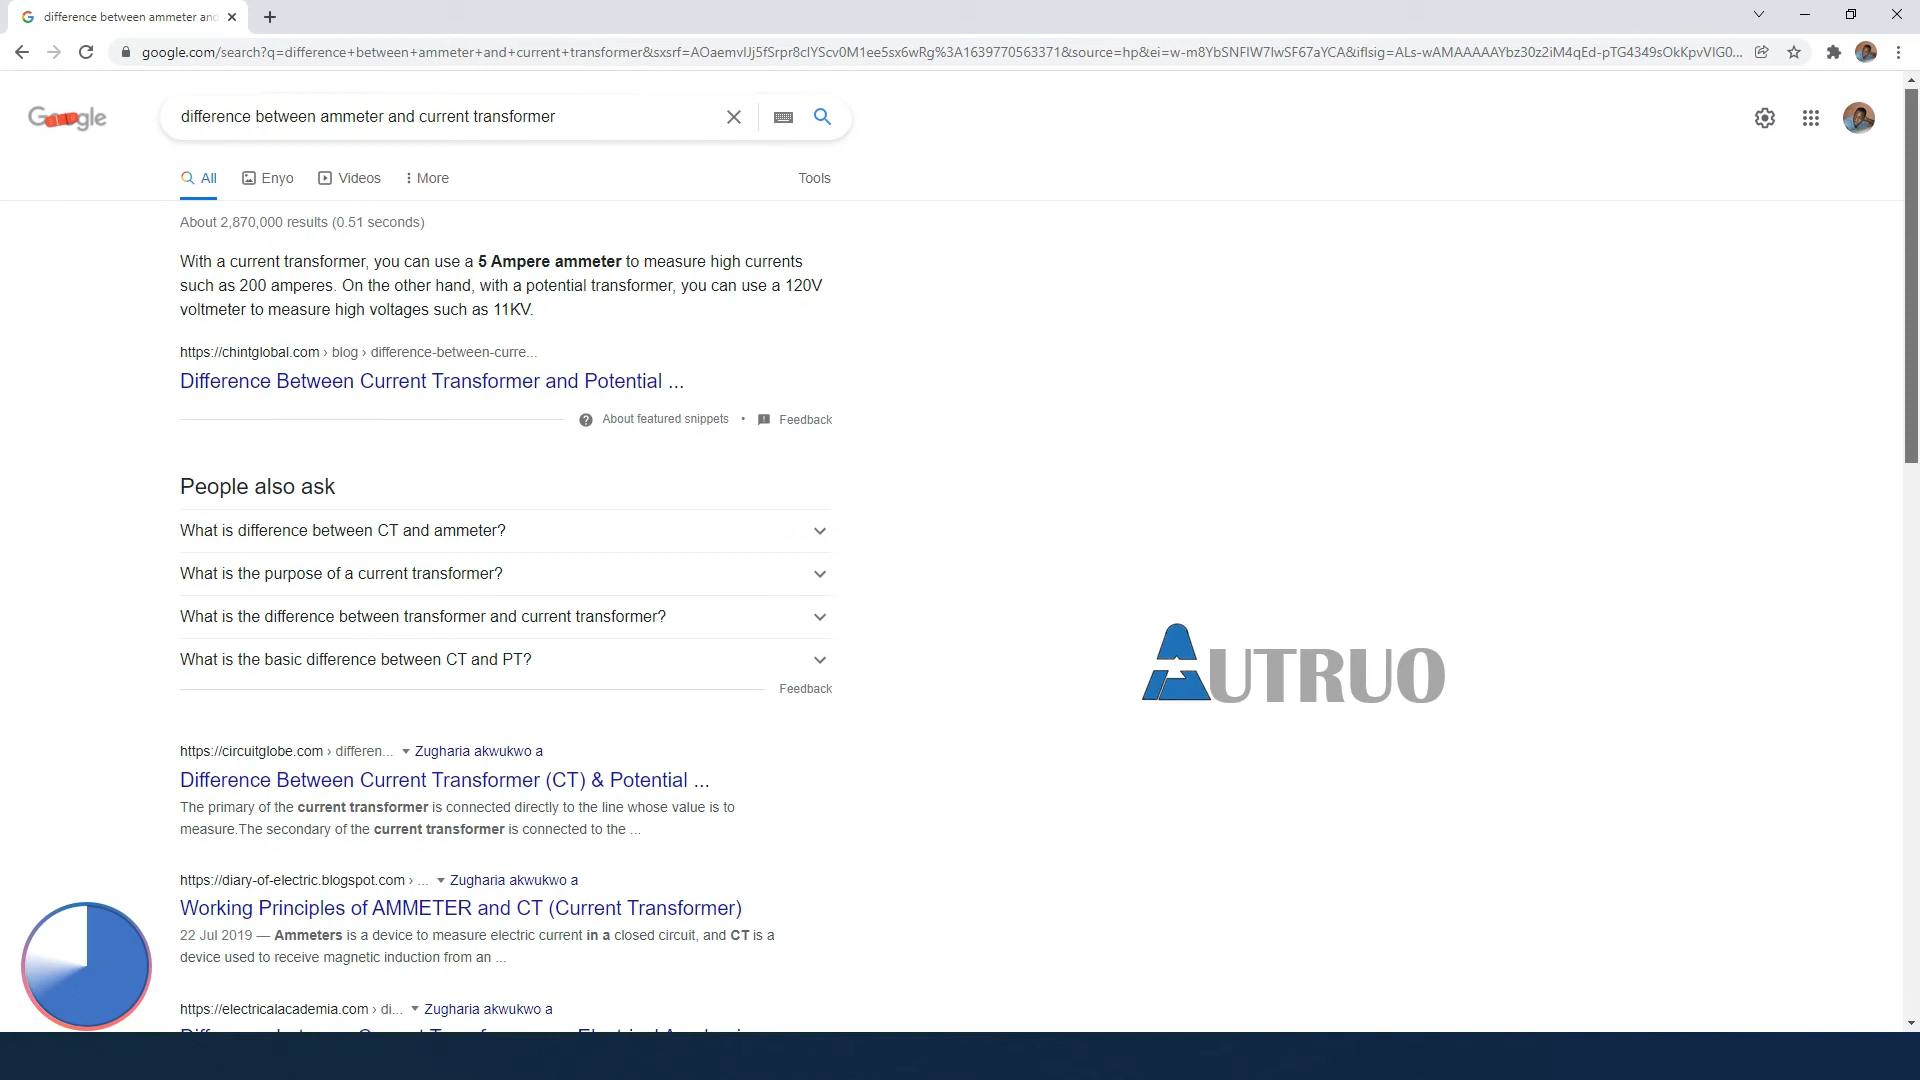 difference between ammeter and
google.com/search?q=difference+between+ammeter+and+current+transformer&sxsrf=AOaemvIJj5fSrpr8clYScv0M1ee5sx6wRg%3A1639770563371&source=hp&ei=w-m8YbSNFIW7lwSF67aYCA&iflsig=ALs-wAMAAAAAYbz30z2iM4qEd-pTG4349sOkKpvVIG0...
Google
difference between ammeter and current transformer
All Enyo Videos More Tools
About 2,870,000 results (0.51 seconds)
With a current transformer, you can use a 5 Ampere ammeter to measure high currents
such as 200 amperes. On the other hand, with a potential transformer, you can use a 120V
voltmeter to measure high voltages such as 11KV.
https://chintglobal.com › blog › difference-between-curre...
Difference Between Current Transformer and Potential ...
About featured snippets • Feedback
People also ask
What is difference between CT and ammeter?
What is the purpose of a current transformer?
What is the difference between transformer and current transformer?
What is the basic difference between CT and PT?
Feedback
AUTRUO
https://circuitglobe.com › differen... Zugharia akwukwo a
Difference Between Current Transformer (CT) & Potential ...
The primary of the current transformer is connected directly to the line whose value is to
measure.The secondary of the current transformer is connected to the ...
https://diary-of-electric.blogspot.com › ... Zugharia akwukwo a
Working Principles of AMMETER and CT (Current Transformer)
22 Jul 2019 — Ammeters is a device to measure electric current in a closed circuit, and CT is a
device used to receive magnetic induction from an ...
https://electricalacademia.com › di... Zugharia akwukwo a